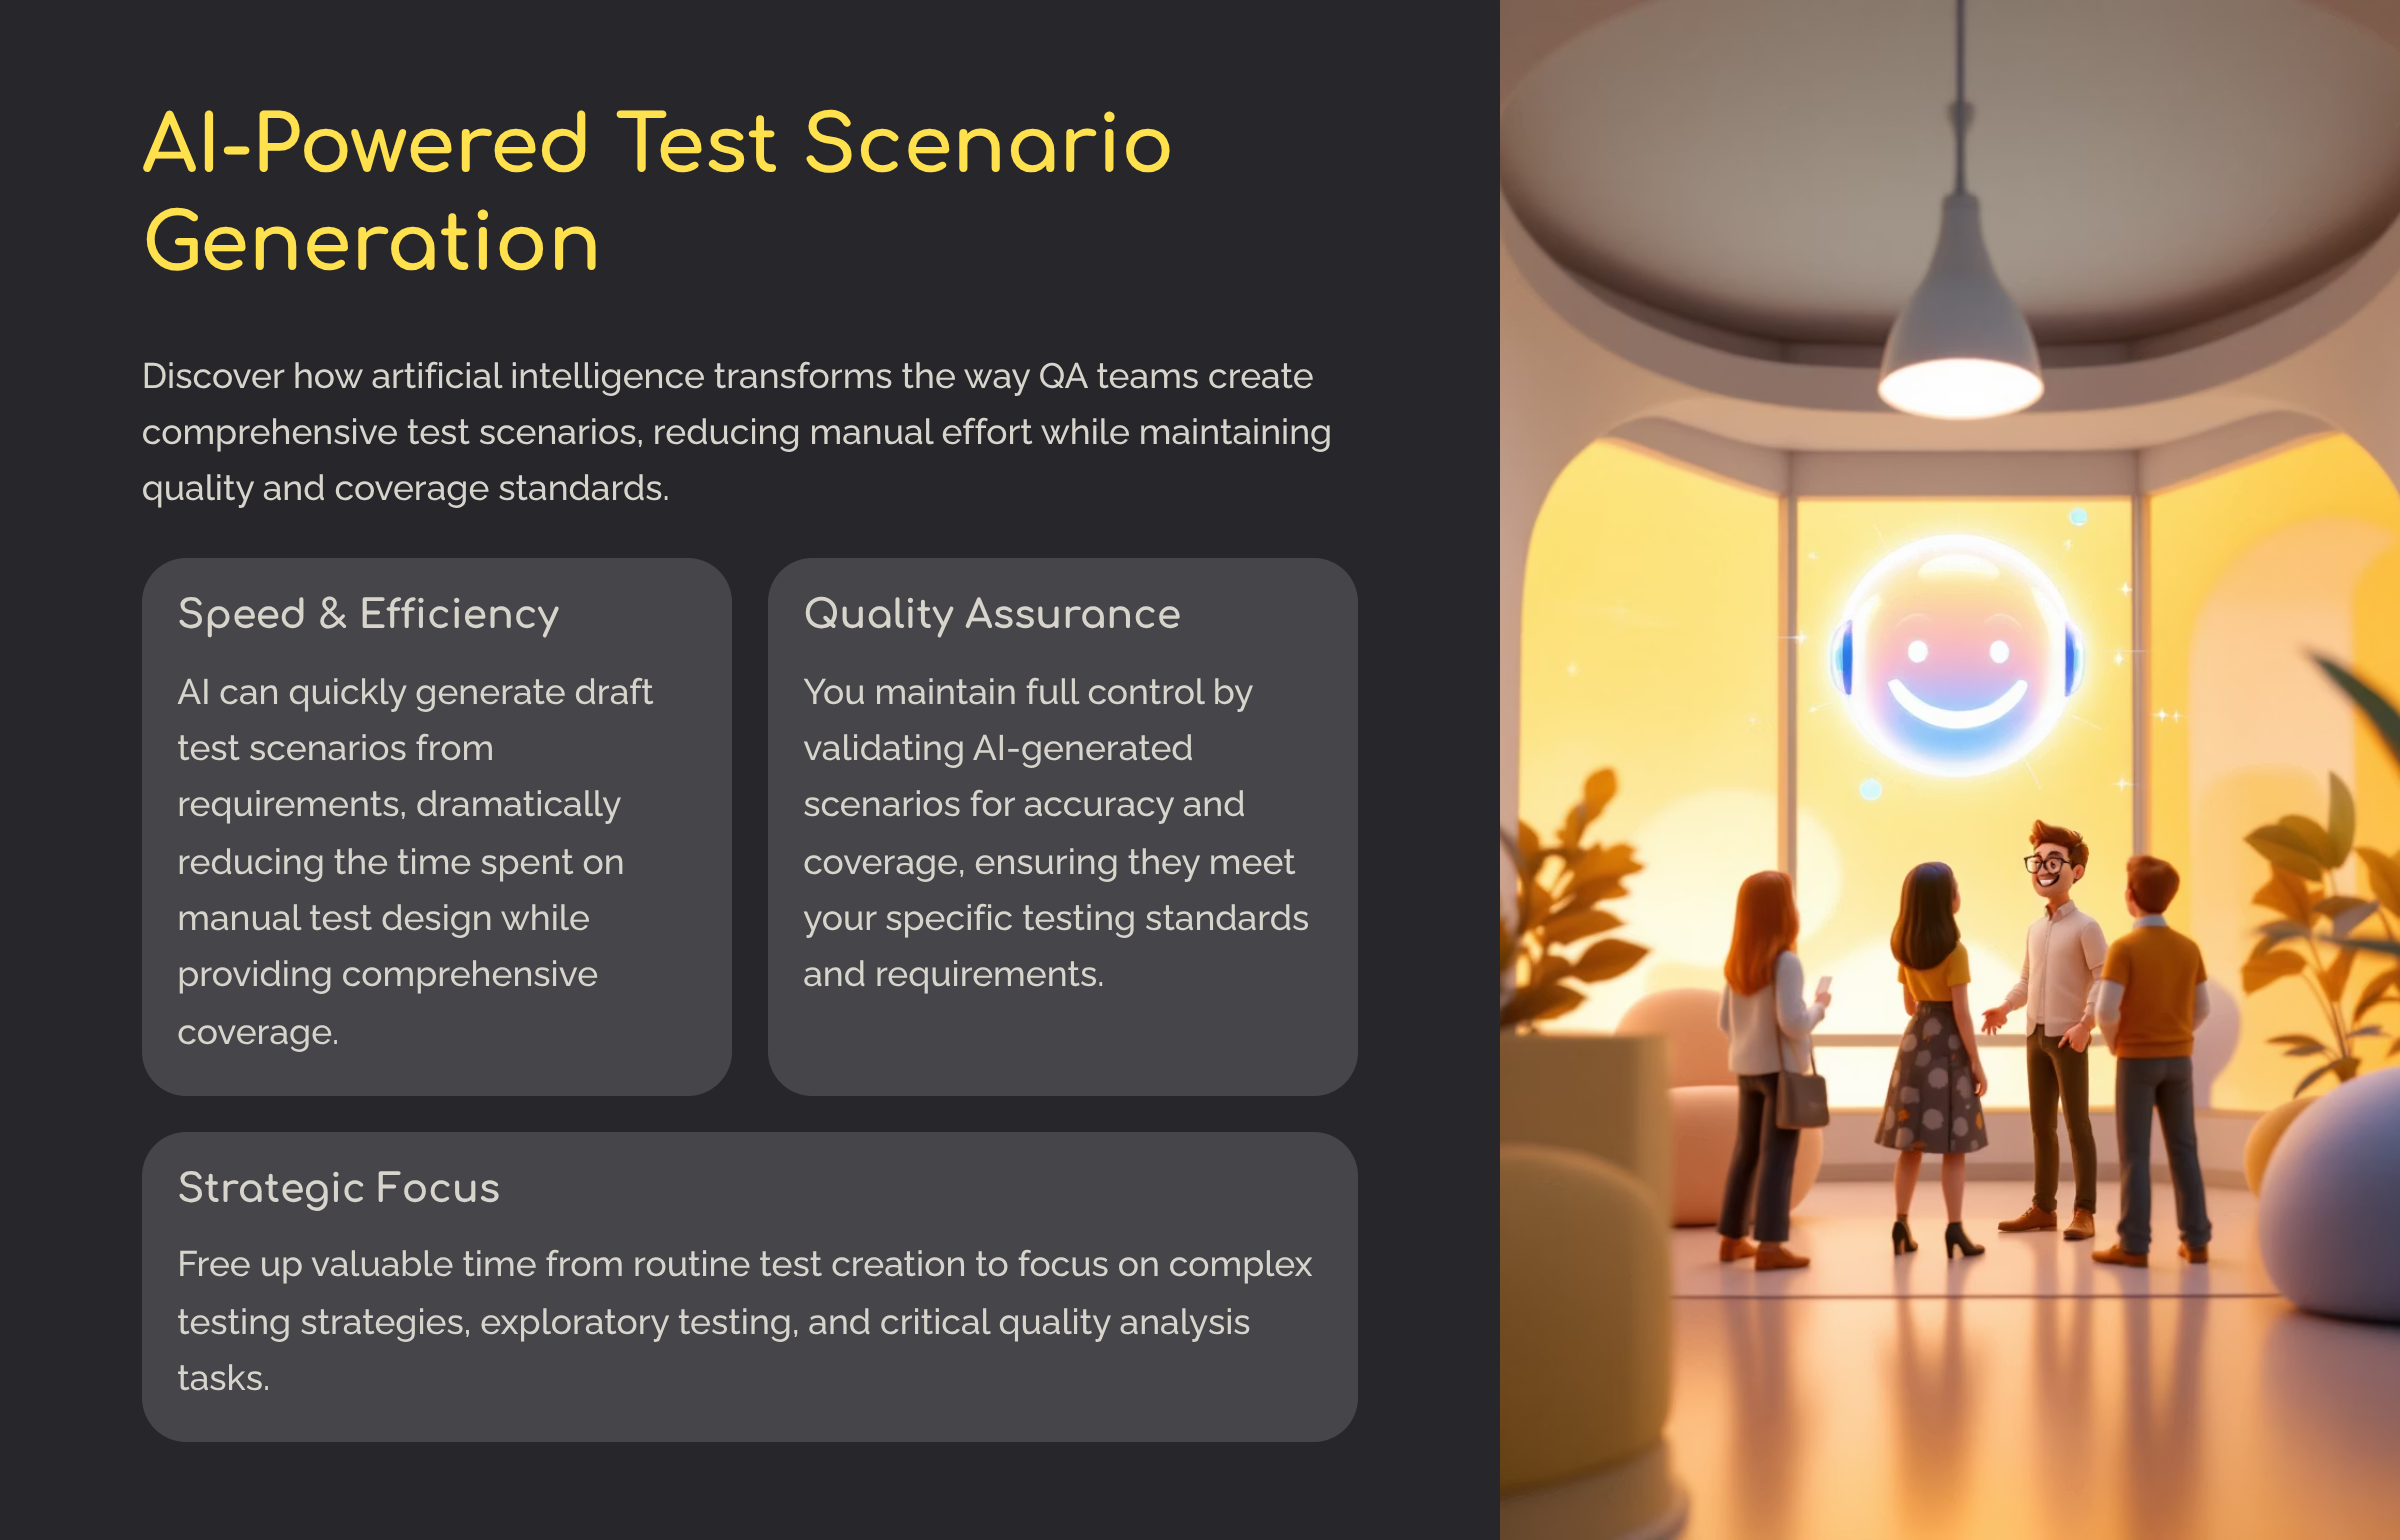 AI-Powered Test Scenario
Generation
Discover how artificial intelligence transforms the way QA teams create
comprehensive test scenarios, reducing manual effort while maintaining
quality and coverage standards.
Speed & Efficiency
AI can quickly generate draft
test scenarios from
requirements, dramatically
reducing the time spent on
manual test design while
providing comprehensive
coverage.
Quality Assurance
You maintain full control by
validating AI-generated
scenarios for accuracy and
coverage, ensuring they meet
your specific testing standards
and requirements.
Strategic Focus
Free up valuable time from routine test creation to focus on complex
testing strategies, exploratory testing, and critical quality analysis
tasks.